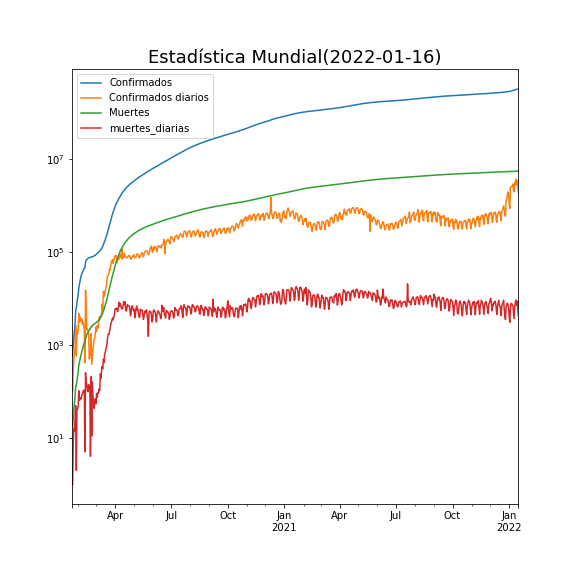 Estadística Mundial(2022-01-16)
Confirmados
Confirmados diarios
Muertes
muertes_diarias
10^7
10^5
10^3
10^1
Apr Jul Oct Jan Apr Jul Oct Jan
2021 2022